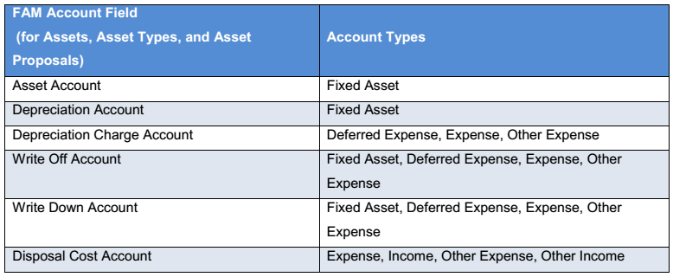 FAM Account Field
(for Assets, Asset Types, and Asset
Proposals)
Account Types
Asset Account
Fixed Asset
Depreciation Account
Fixed Asset
Depreciation Charge Account
Deferred Expense, Expense, Other Expense
Write Off Account
Fixed Asset, Deferred Expense, Expense, Other
Expense
Write Down Account
Fixed Asset, Deferred Expense, Expense, Other
Expense
Disposal Cost Account
Expense, Income, Other Expense, Other Income